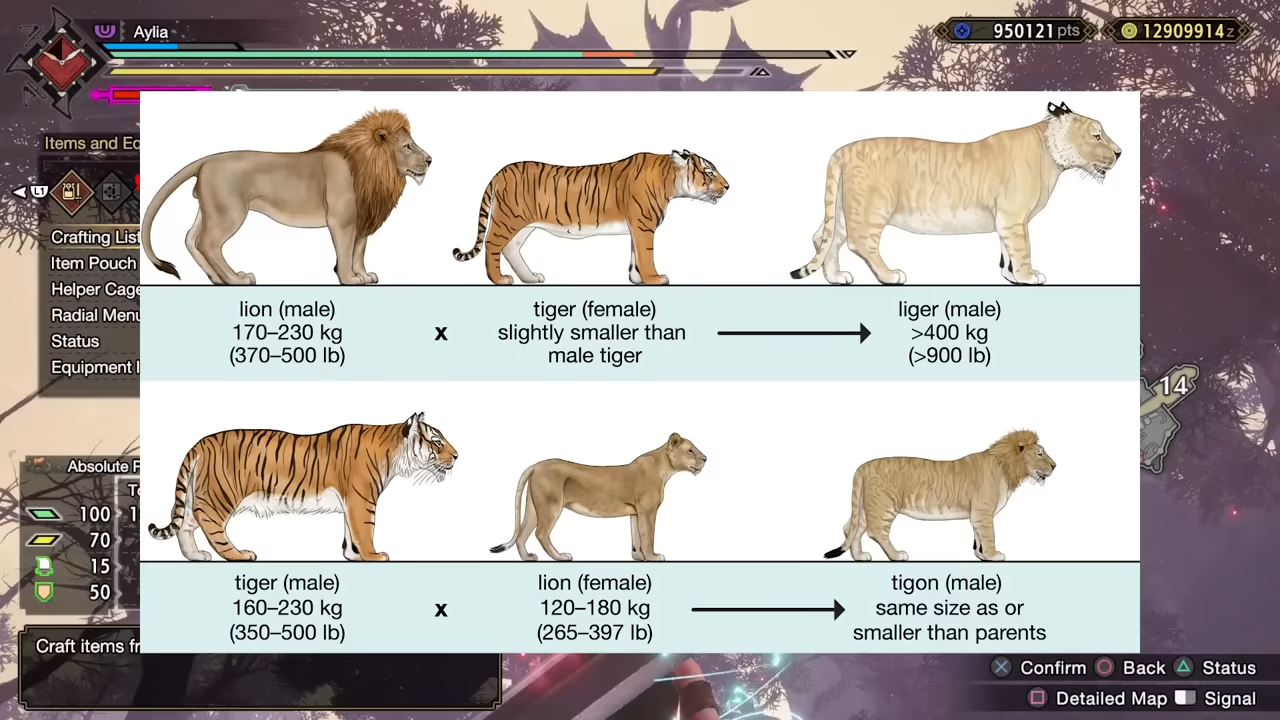 Aylia
950121 pts
12909914 z
Items and Eq
L1
Crafting List
Item Pouch
Helper Cage
Radial Menu
Status
Equipment I
lion (male)
170–230 kg
(370–500 lb)
x
tiger (female)
slightly smaller than
male tiger
liger (male)
>400 kg
(>900 lb)
14
Absolute P
100
70
15
50
tiger (male)
160–230 kg
(350–500 lb)
x
lion (female)
120–180 kg
(265–397 lb)
tigon (male)
same size as or
smaller than parents
Craft items fr
Confirm Back Status
Detailed Map Signal